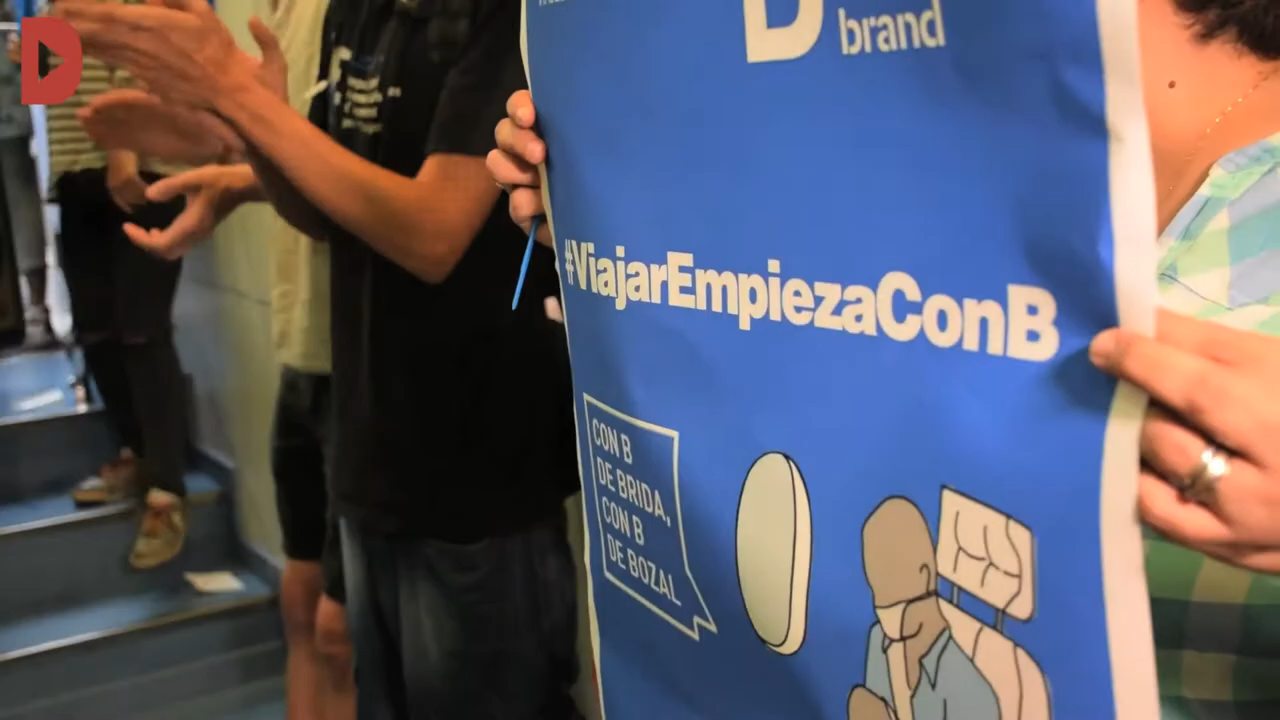 brand
#ViajarEmpiezaConB
CON B
DE BRIDA,
CON B
DE BOZAL